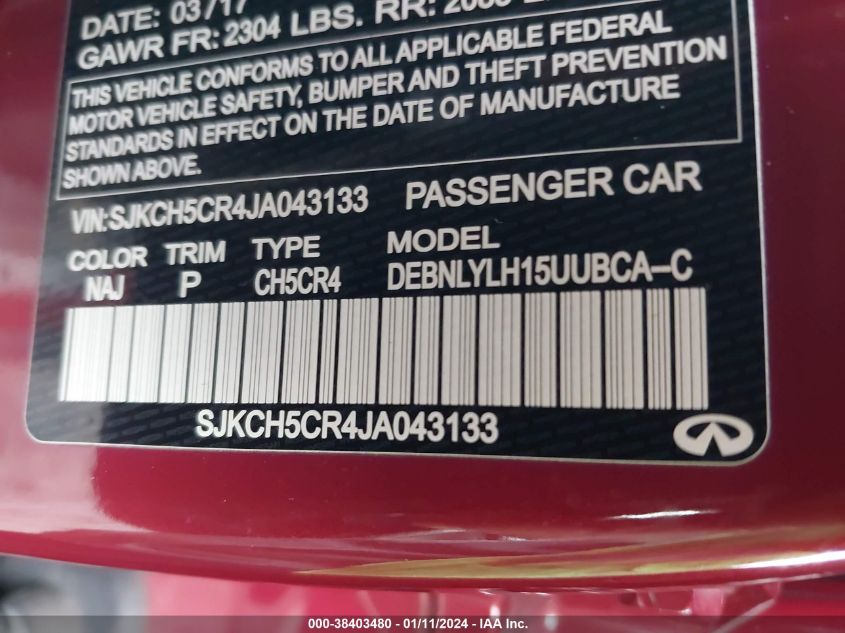 DATE: 03/17
GAWR FR: 2304 LBS. RR:
THIS VEHICLE CONFORMS TO ALL APPLICABLE FEDERAL
MOTOR VEHICLE SAFETY, BUMPER AND THEFT PREVENTION
STANDARDS IN EFFECT ON THE DATE OF MANUFACTURE
SHOWN ABOVE.
VIN:SJKCH5CR4JA043133 PASSENGER CAR
COLOR TRIM TYPE MODEL
NAJ P CH5CR4 DEBNLYLH15UUBCA–C
SJKCH5CR4JA043133
000-38403480 - 01/11/2024 - IAA Inc.